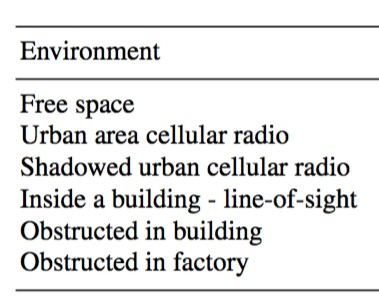 Environment
Free space
Urban area cellular radio
Shadowed urban cellular radio
Inside a building - line-of-sight
Obstructed in building
Obstructed in factory